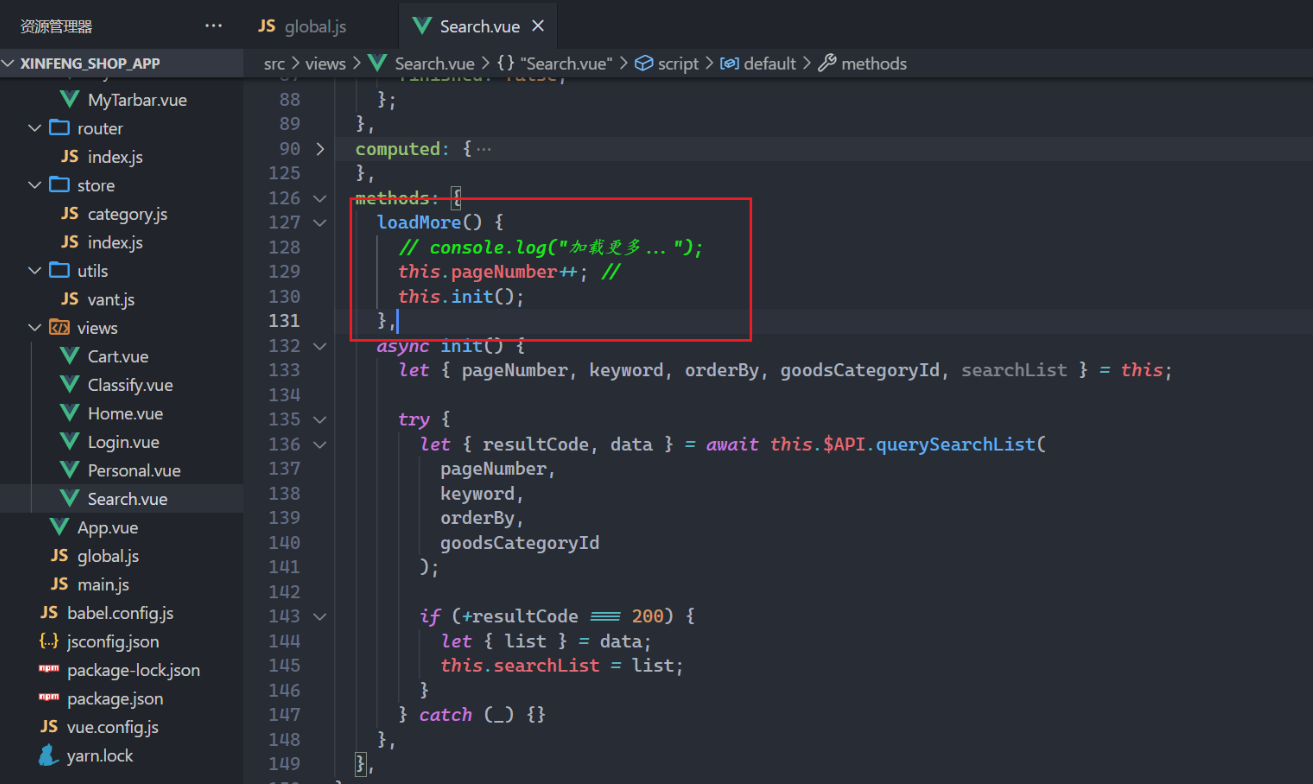 资源管理器 ...
JS global.js
Search.vue ×
XINFENG_SHOP_APP
src > views > Search.vue > {} "Search.vue" > script > default > methods
MyTarbar.vue
router
JS index.js
store
JS category.js
JS index.js
utils
JS vant.js
views
Cart.vue
Classify.vue
Home.vue
Login.vue
Personal.vue
Search.vue
App.vue
JS global.js
JS main.js
JS babel.config.js
{..} jsconfig.json
npm package-lock.json
npm package.json
JS vue.config.js
yarn.lock
87 finished: false,
88 };
89 },
90 computed: { ...
125 },
126 methods: {
127 loadMore() {
128 // console.log("加载更多...");
129 this.pageNumber++; //
130 this.init();
131 },
132 async init() {
133 let { pageNumber, keyword, orderBy, goodsCategoryId, searchList } = this;
134
135 try {
136 let { resultCode, data } = await this.$API.querySearchList(
137 pageNumber,
138 keyword,
139 orderBy,
140 goodsCategoryId
141 );
142
143 if (+resultCode === 200) {
144 let { list } = data;
145 this.searchList = list;
146 }
147 } catch (_) {}
148 },
149 },